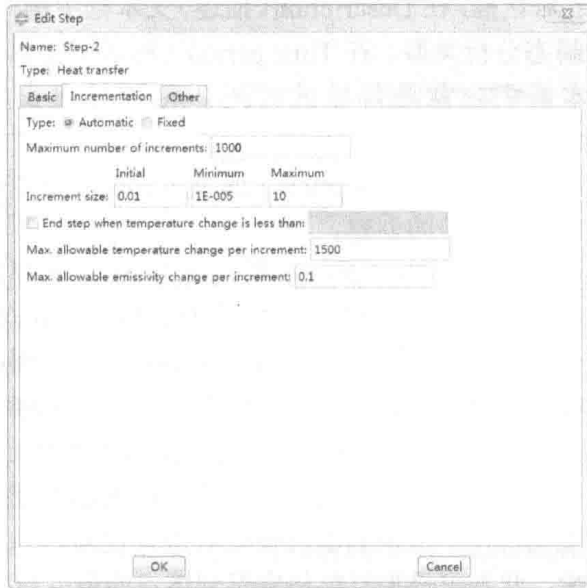 Edit Step
Name: Step-2
Type: Heat transfer
Basic Incrementation Other
Type: Automatic Fixed
Maximum number of increments: 1000
Initial Minimum Maximum
Increment size: 0.01 1E-005 10
End step when temperature change is less than:
Max. allowable temperature change per increment: 1500
Max. allowable emissivity change per increment: 0.1
OK Cancel